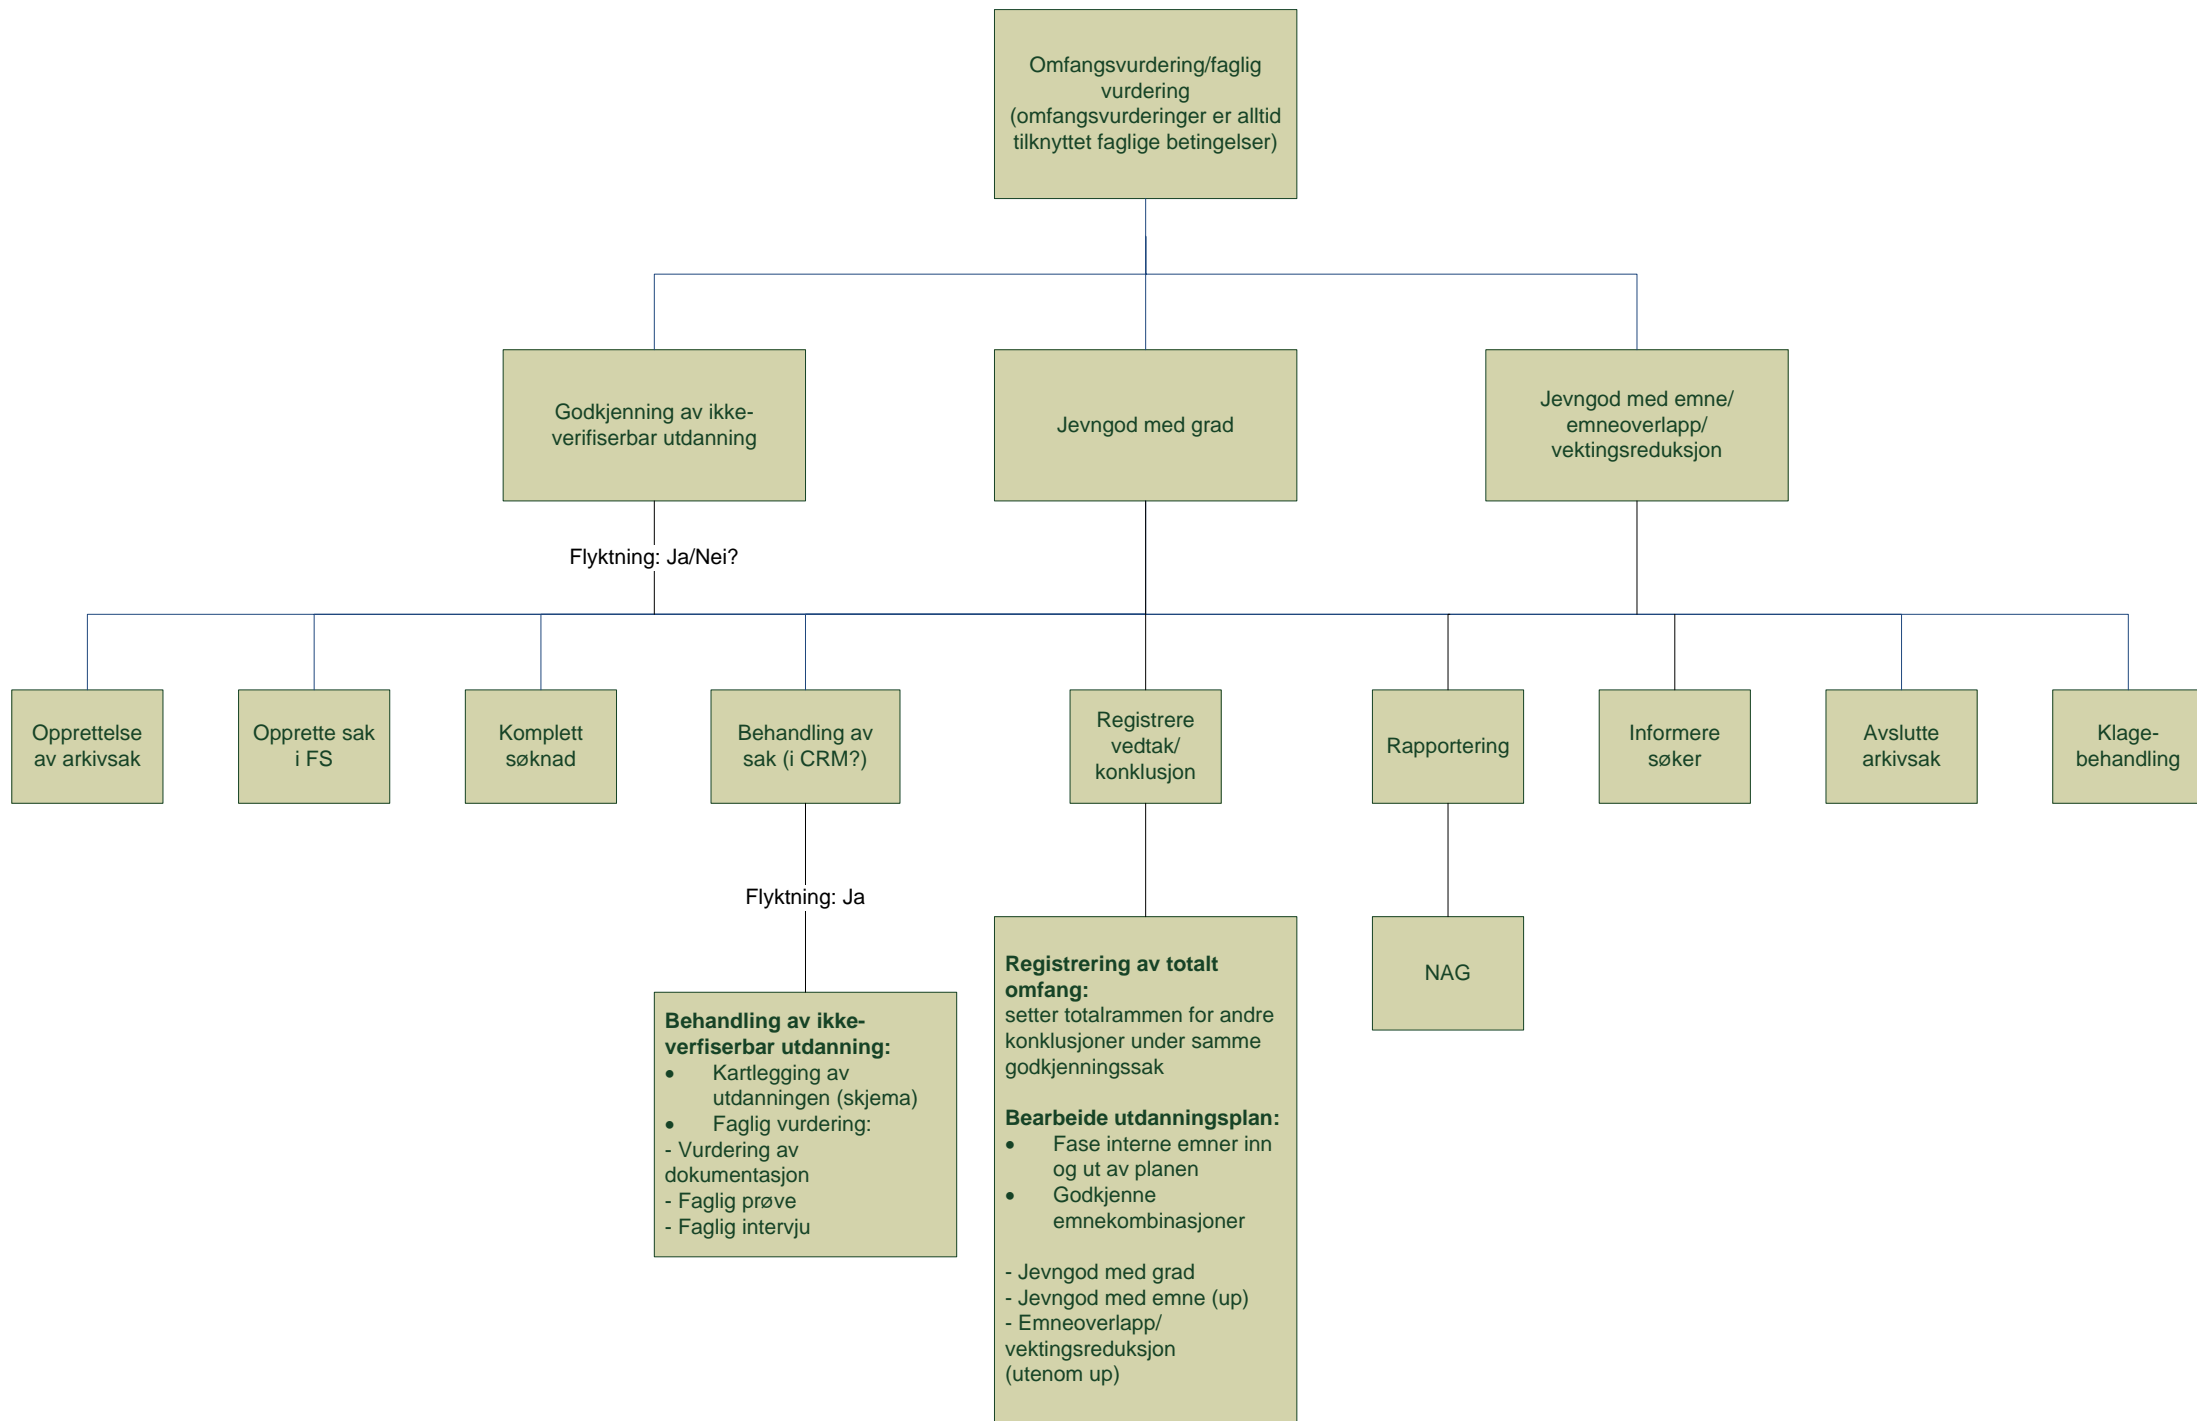 Omfangsvurdering/faglig
vurdering
(omfangsvurderinger er alltid
tilknyttet faglige betingelser)
Godkjenning av ikke-
verifiserbar utdanning
Jevngod med grad
Jevngod med emne/
emneoverlapp/
vektingsreduksjon
Flyktning: Ja/Nei?
Opprettelse
av arkivsak
Opprette sak
i FS
Komplett
søknad
Behandling av
sak (i CRM?)
Registrere
vedtak/
konklusjon
Rapportering
Informere
søker
Avslutte
arkivsak
Klage-
behandling
Flyktning: Ja
Behandling av ikke-
verfiserbar utdanning:
• Kartlegging av
utdanningen (skjema)
• Faglig vurdering:
- Vurdering av
dokumentasjon
- Faglig prøve
- Faglig intervju
Registrering av totalt
omfang:
setter totalrammen for andre
konklusjoner under samme
godkjenningssak
Bearbeide utdanningsplan:
• Fase interne emner inn
og ut av planen
• Godkjenne
emnekombinasjoner
- Jevngod med grad
- Jevngod med emne (up)
- Emneoverlapp/
vektingsreduksjon
(utenom up)
NAG